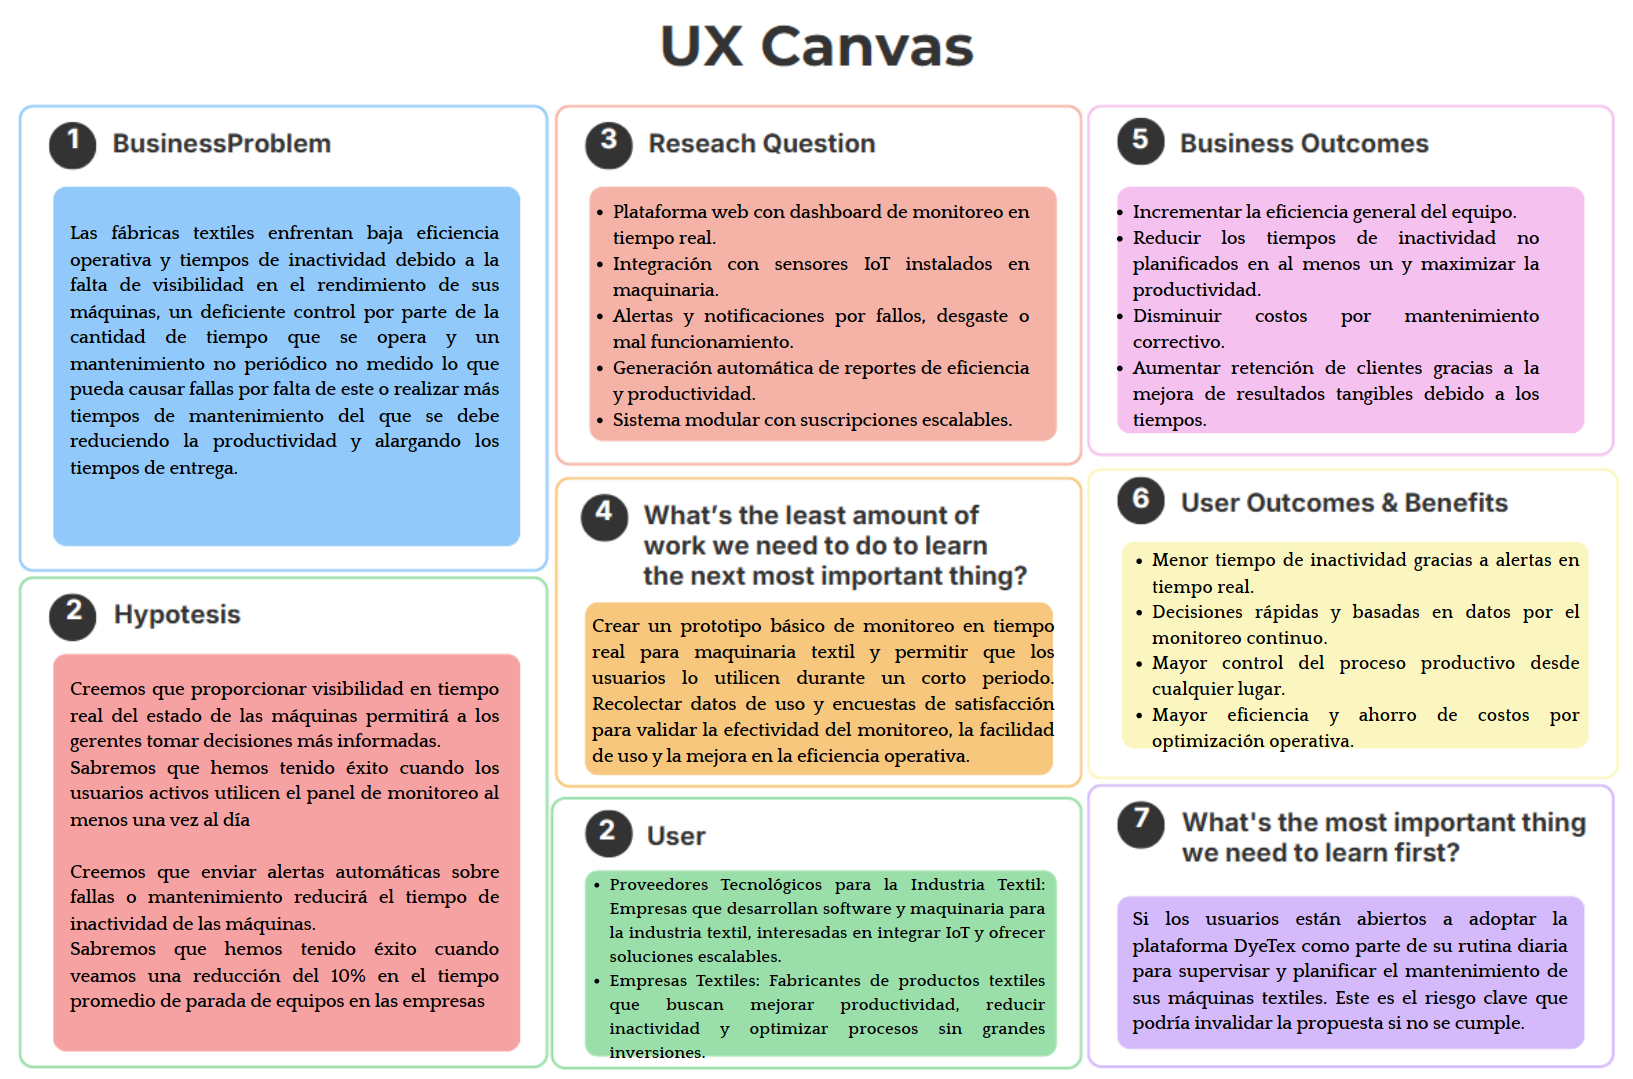 UX Canvas
1
BusinessProblem
Las fábricas textiles enfrentan baja eficiencia
operativa y tiempos de inactividad debido a la
falta de visibilidad en el rendimiento de sus
máquinas, un deficiente control por parte de la
cantidad de tiempo que se opera y un
mantenimiento no periódico no medido lo que
pueda causar fallas por falta de este o realizar más
tiempos de mantenimiento del que se debe
reduciendo la productividad y alargando los
tiempos de entrega.
2
Hypotesis
Creemos que proporcionar visibilidad en tiempo
real del estado de las máquinas permitirá a los
gerentes tomar decisiones más informadas.
Sabremos que hemos tenido éxito cuando los
usuarios activos utilicen el panel de monitoreo al
menos una vez al día
Creemos que enviar alertas automáticas sobre
fallas o mantenimiento reducirá el tiempo de
inactividad de las máquinas.
Sabremos que hemos tenido éxito cuando
veamos una reducción del 10% en el tiempo
promedio de parada de equipos en las empresas
3
Reseach Question
• Plataforma web con dashboard de monitoreo en
tiempo real.
• Integración con sensores IoT instalados en
maquinaria.
• Alertas y notificaciones por fallos, desgaste o
mal funcionamiento.
• Generación automática de reportes de eficiencia
y productividad.
• Sistema modular con suscripciones escalables.
4
What's the least amount of
work we need to do to learn
the next most important thing?
Crear un prototipo básico de monitoreo en tiempo
real para maquinaria textil y permitir que los
usuarios lo utilicen durante un corto periodo.
Recolectar datos de uso y encuestas de satisfacción
para validar la efectividad del monitoreo, la facilidad
de uso y la mejora en la eficiencia operativa.
2
User
• Proveedores Tecnológicos para la Industria Textil:
Empresas que desarrollan software y maquinaria para
la industria textil, interesadas en integrar IoT y ofrecer
soluciones escalables.
• Empresas Textiles: Fabricantes de productos textiles
que buscan mejorar productividad, reducir
inactividad y optimizar procesos sin grandes
inversiones.
5
Business Outcomes
• Incrementar la eficiencia general del equipo.
• Reducir los tiempos de inactividad no
planificados en al menos un y maximizar la
productividad.
• Disminuir costos por mantenimiento
correctivo.
• Aumentar retención de clientes gracias a la
mejora de resultados tangibles debido a los
tiempos.
6
User Outcomes & Benefits
• Menor tiempo de inactividad gracias a alertas en
tiempo real.
• Decisiones rápidas y basadas en datos por el
monitoreo continuo.
• Mayor control del proceso productivo desde
cualquier lugar.
• Mayor eficiencia y ahorro de costos por
optimización operativa.
7
What's the most important thing
we need to learn first?
Si los usuarios están abiertos a adoptar la
plataforma DyeTex como parte de su rutina diaria
para supervisar y planificar el mantenimiento de
sus máquinas textiles. Este es el riesgo clave que
podría invalidar la propuesta si no se cumple.